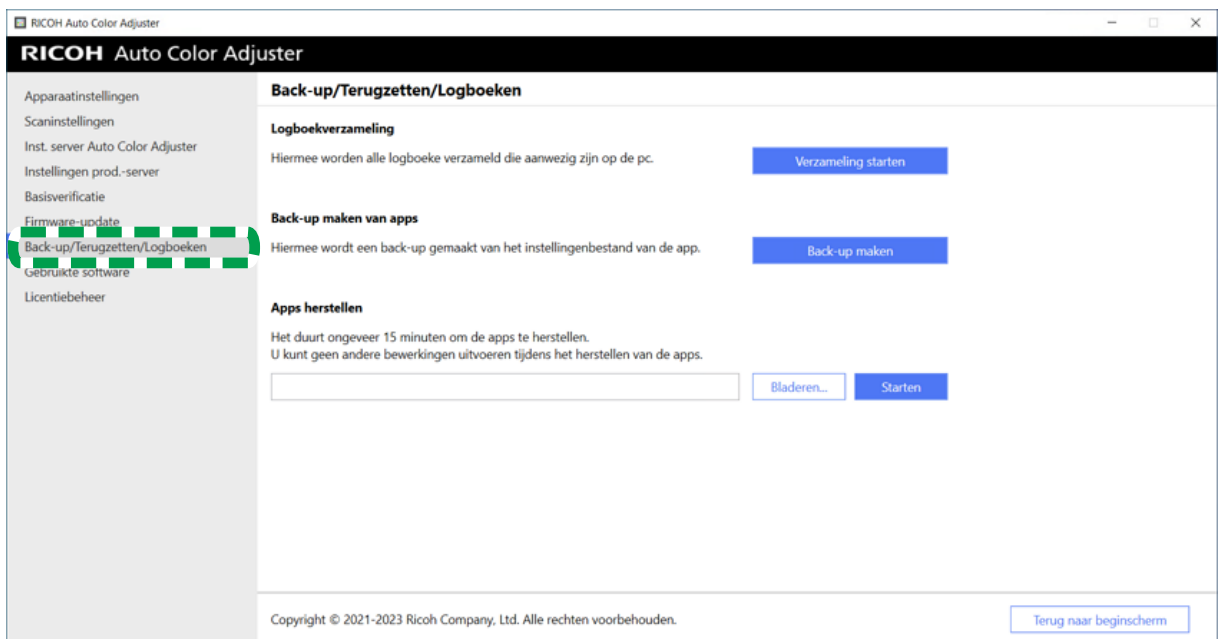 RICOH Auto Color Adjuster
RICOH Auto Color Adjuster
Apparaatinstellingen
Scaninstellingen
Inst. server Auto Color Adjuster
Instellingen prod.-server
Basisverificatie
Firmware-update
Back-up/Terugzetten/Logboeken
Gebruikte software
Licentiebeheer
Back-up/Terugzetten/Logboeken
Logboekverzameling
Hiermee worden alle logboeke verzameld die aanwezig zijn op de pc.
Verzameling starten
Back-up maken van apps
Hiermee wordt een back-up gemaakt van het instellingenbestand van de app.
Back-up maken
Apps herstellen
Het duurt ongeveer 15 minuten om de apps te herstellen.
U kunt geen andere bewerkingen uitvoeren tijdens het herstellen van de apps.
Bladeren...
Starten
Copyright © 2021-2023 Ricoh Company, Ltd. Alle rechten voorbehouden.
Terug naar beginscherm